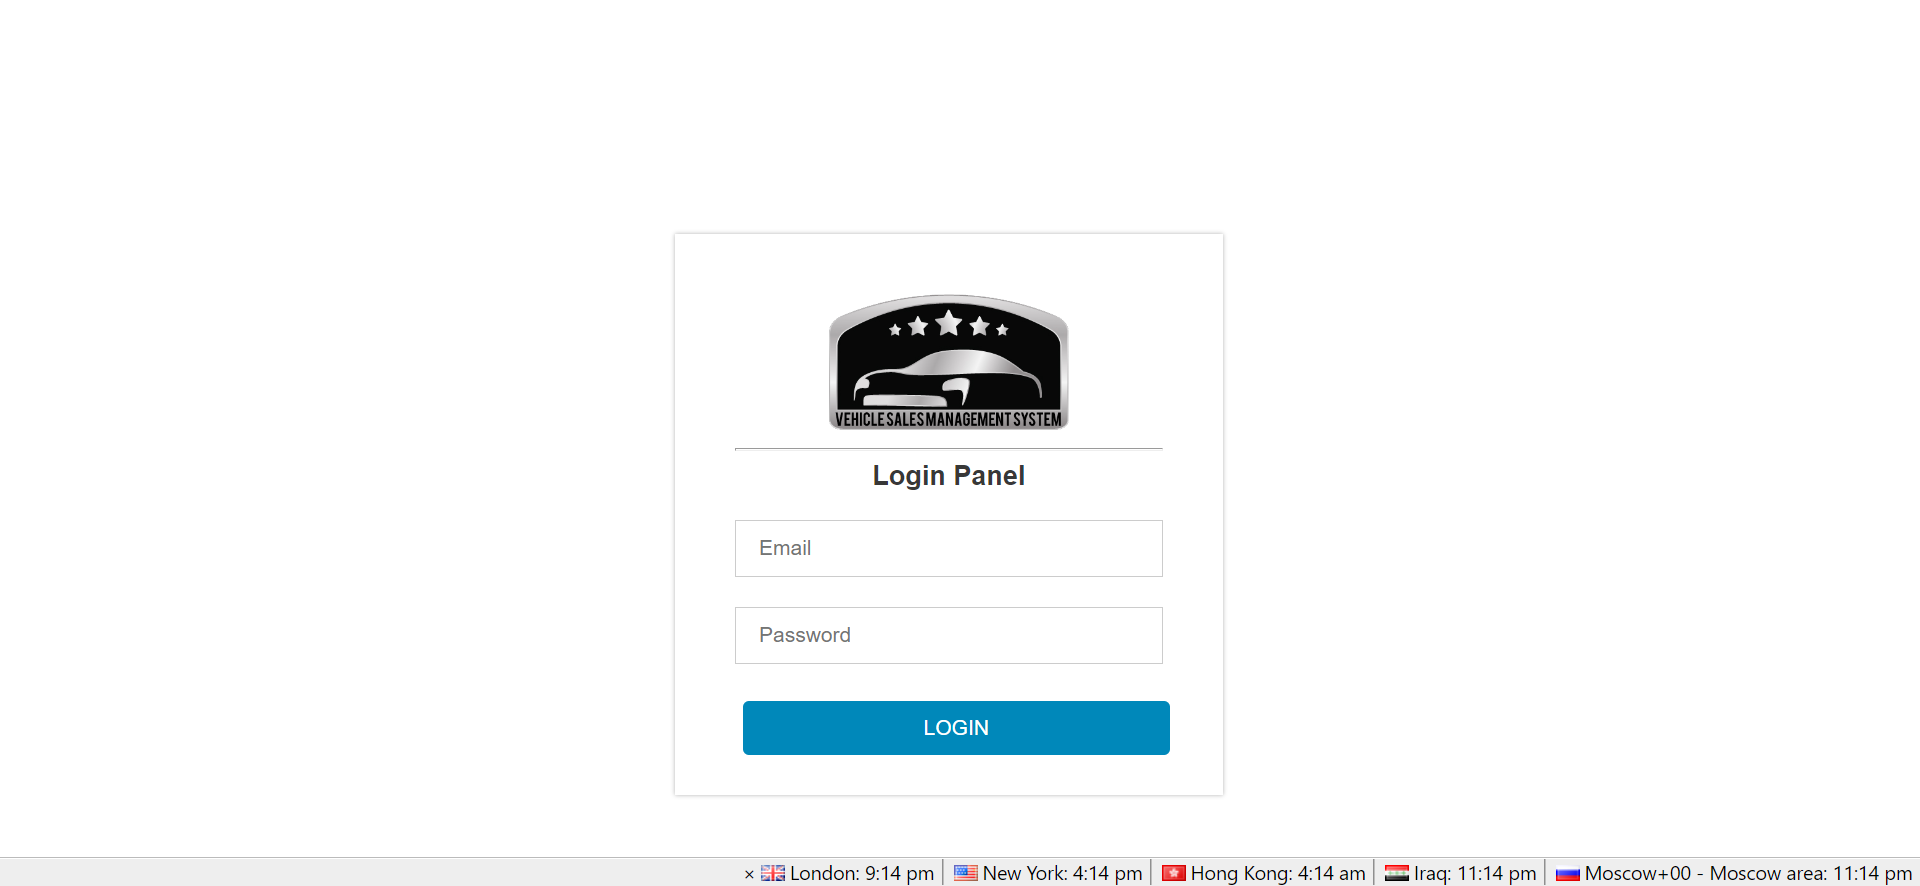 VEHICLE SALES MANAGEMENT SYSTEM
Login Panel
Email
Password
LOGIN
× London: 9:14 pm New York: 4:14 pm Hong Kong: 4:14 am Iraq: 11:14 pm Moscow+00 - Moscow area: 11:14 pm